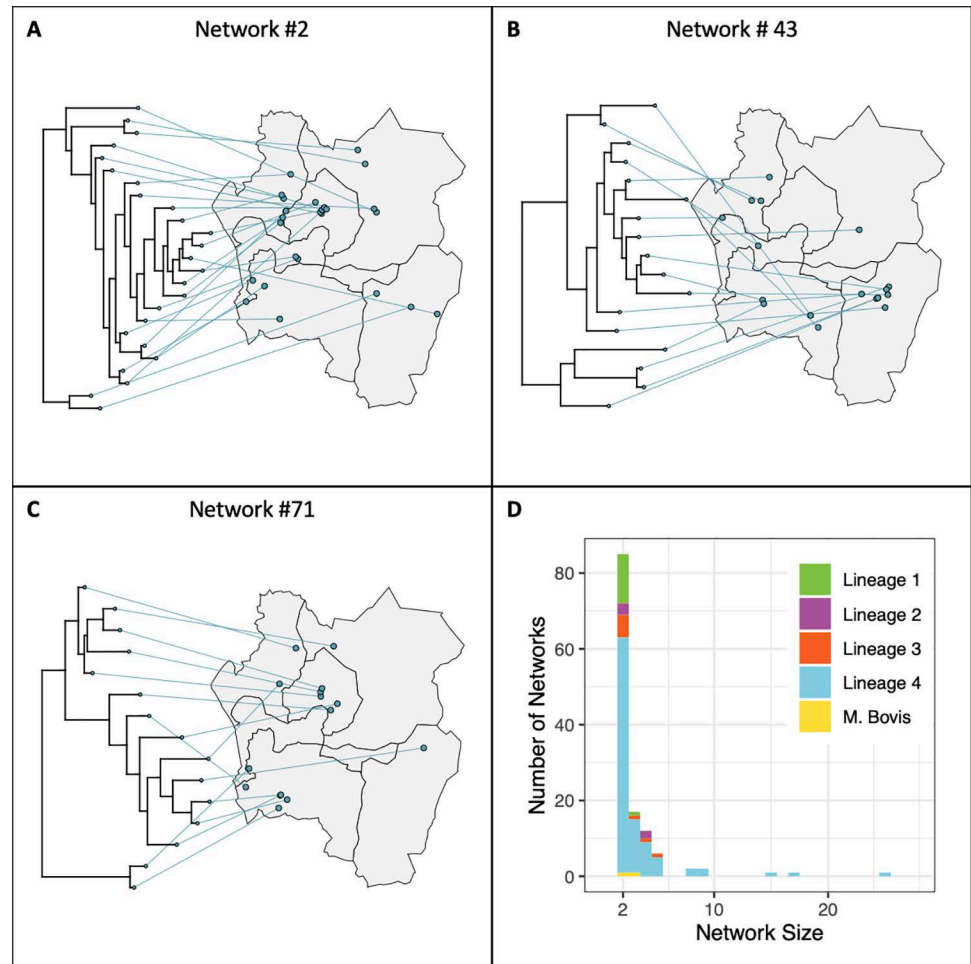 A
Network #2
B
Network # 43
C
Network #71
D
Number of Networks
80
60
40
20
0
2
10
20
Network Size
Lineage 1
Lineage 2
Lineage 3
Lineage 4
M. Bovis